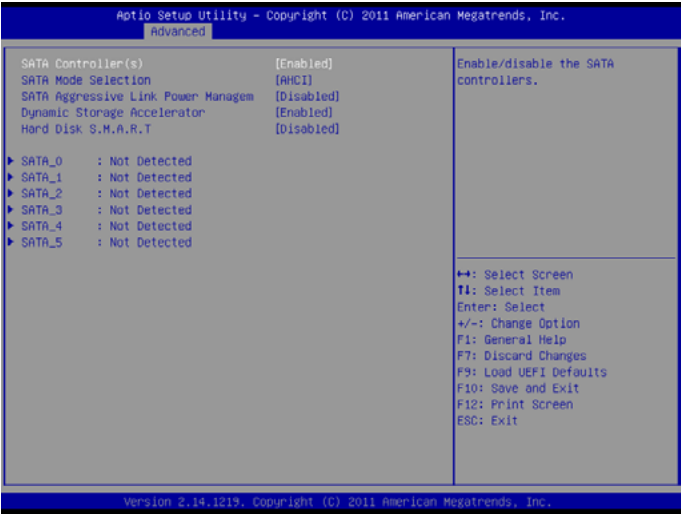 Aptio Setup Utility – Copyright (C) 2011 American Megatrends, Inc.
Advanced
SATA Controller(s) [Enabled]
SATA Mode Selection [AHCI]
SATA Aggressive Link Power Managem [Disabled]
Dynamic Storage Accelerator [Enabled]
Hard Disk S.M.A.R.T [Disabled]
SATA_0 : Not Detected
SATA_1 : Not Detected
SATA_2 : Not Detected
SATA_3 : Not Detected
SATA_4 : Not Detected
SATA_5 : Not Detected
Enable/disable the SATA
controllers.
↔: Select Screen
↑↓: Select Item
Enter: Select
+/-: Change Option
F1: General Help
F7: Discard Changes
F9: Load UEFI Defaults
F10: Save and Exit
F12: Print Screen
ESC: Exit
Version 2.14.1219. Copyright (C) 2011 American Megatrends, Inc.